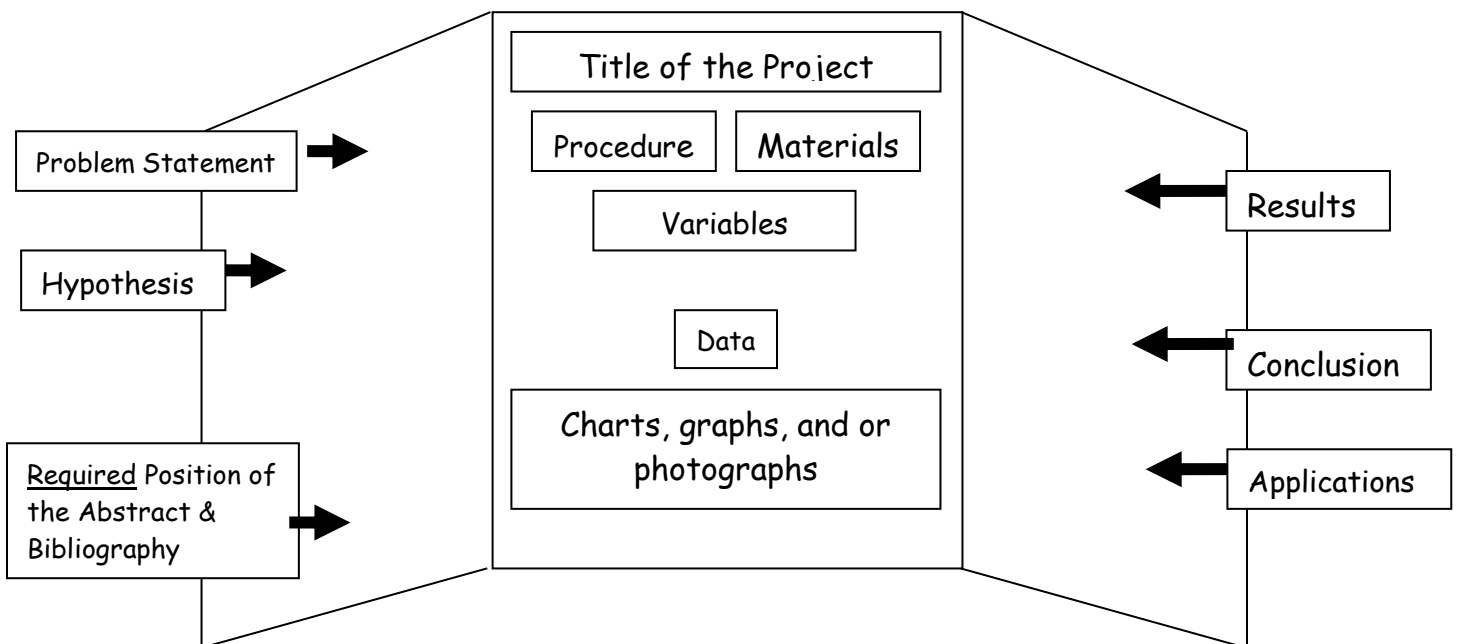 Title of the Project
Procedure
Materials
Variables
Data
Charts, graphs, and or
photographs
Problem Statement
Hypothesis
Required Position of
the Abstract &
Bibliography
Results
Conclusion
Applications